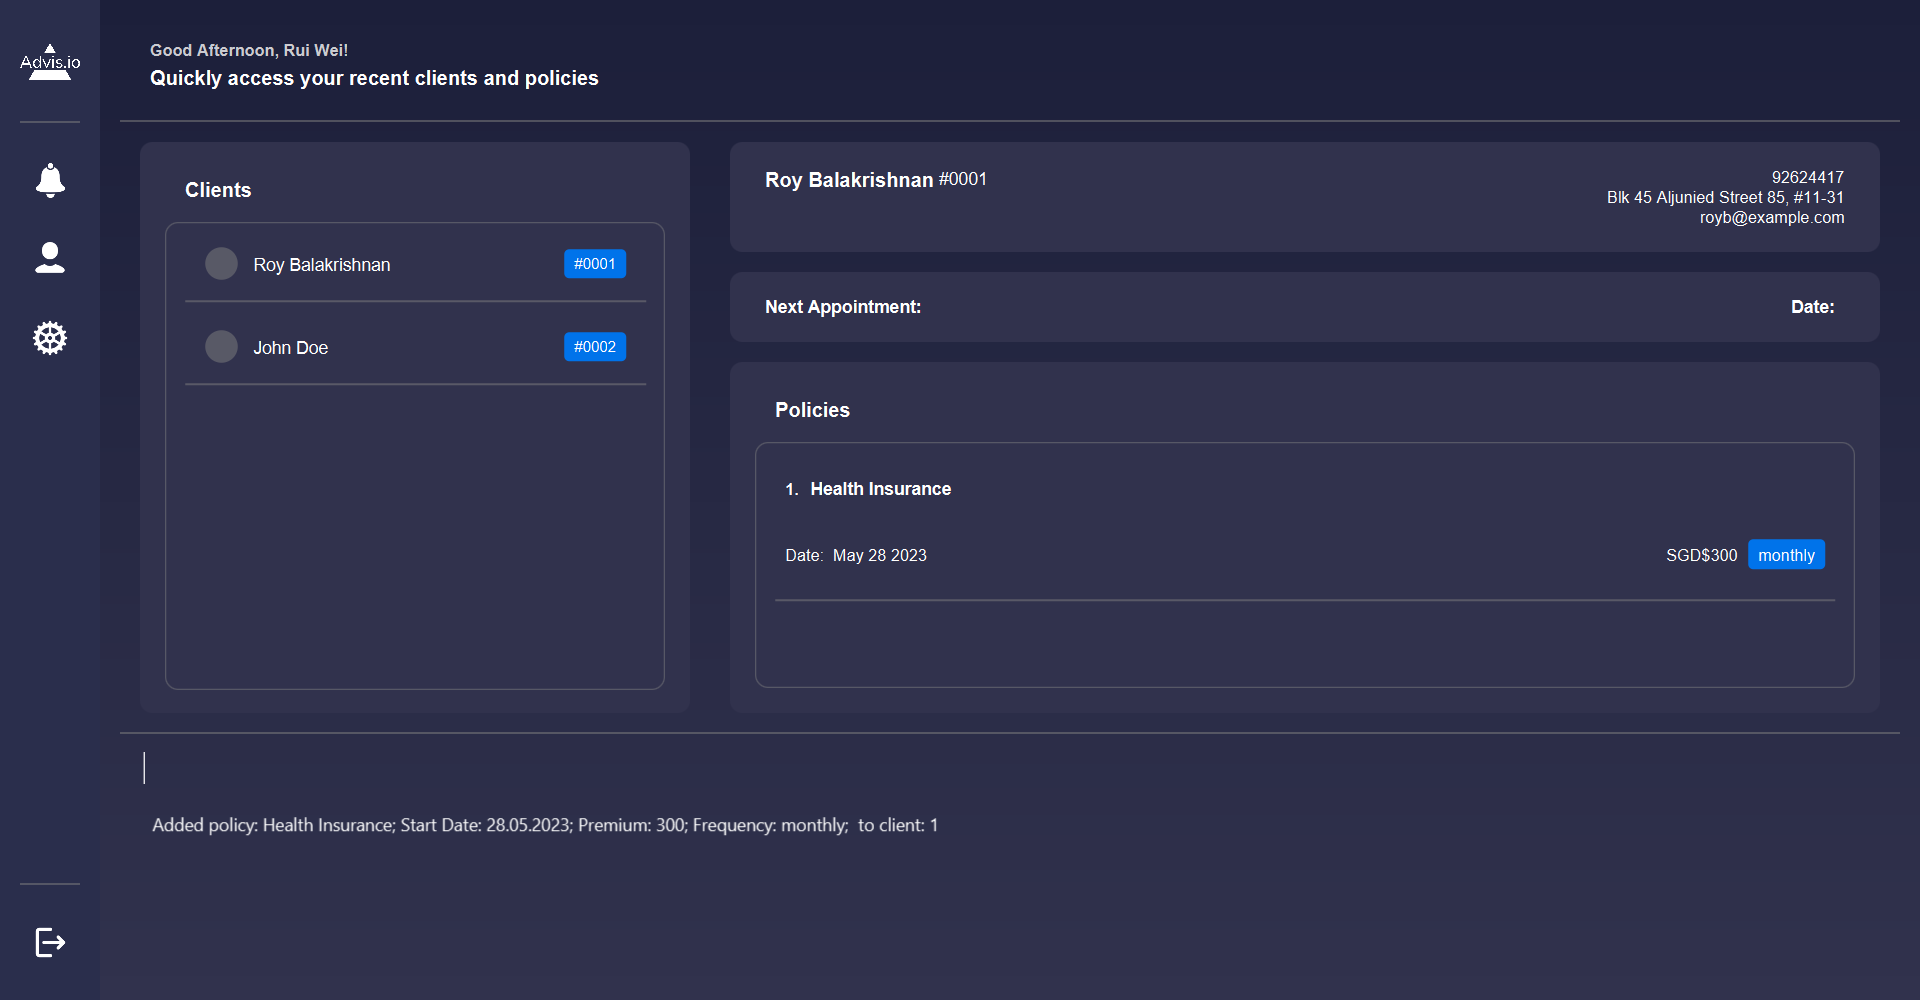 Advis.io
Good Afternoon, Rui Wei!
Quickly access your recent clients and policies
Clients
Roy Balakrishnan #0001
John Doe #0002
Roy Balakrishnan #0001
92624417
Blk 45 Aljunied Street 85, #11-31
royb@example.com
Next Appointment: Date:
Policies
1. Health Insurance
Date: May 28 2023 SGD$300 monthly
Added policy: Health Insurance; Start Date: 28.05.2023; Premium: 300; Frequency: monthly;  to client: 1